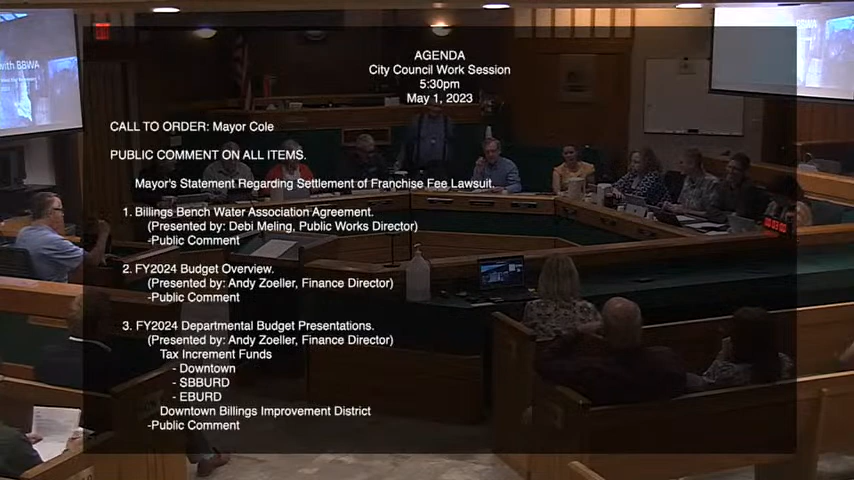 with BBWA
BBWA
AGENDA
City Council Work Session
5:30pm
May 1, 2023
CALL TO ORDER: Mayor Cole
PUBLIC COMMENT ON ALL ITEMS.
Mayor's Statement Regarding Settlement of Franchise Fee Lawsuit.
1. Billings Bench Water Association Agreement.
(Presented by: Debi Meling, Public Works Director)
-Public Comment
2. FY2024 Budget Overview.
(Presented by: Andy Zoeller, Finance Director)
-Public Comment
3. FY2024 Departmental Budget Presentations.
(Presented by: Andy Zoeller, Finance Director)
Tax Increment Funds
- Downtown
- SBBURD
- EBURD
Downtown Billings Improvement District
-Public Comment